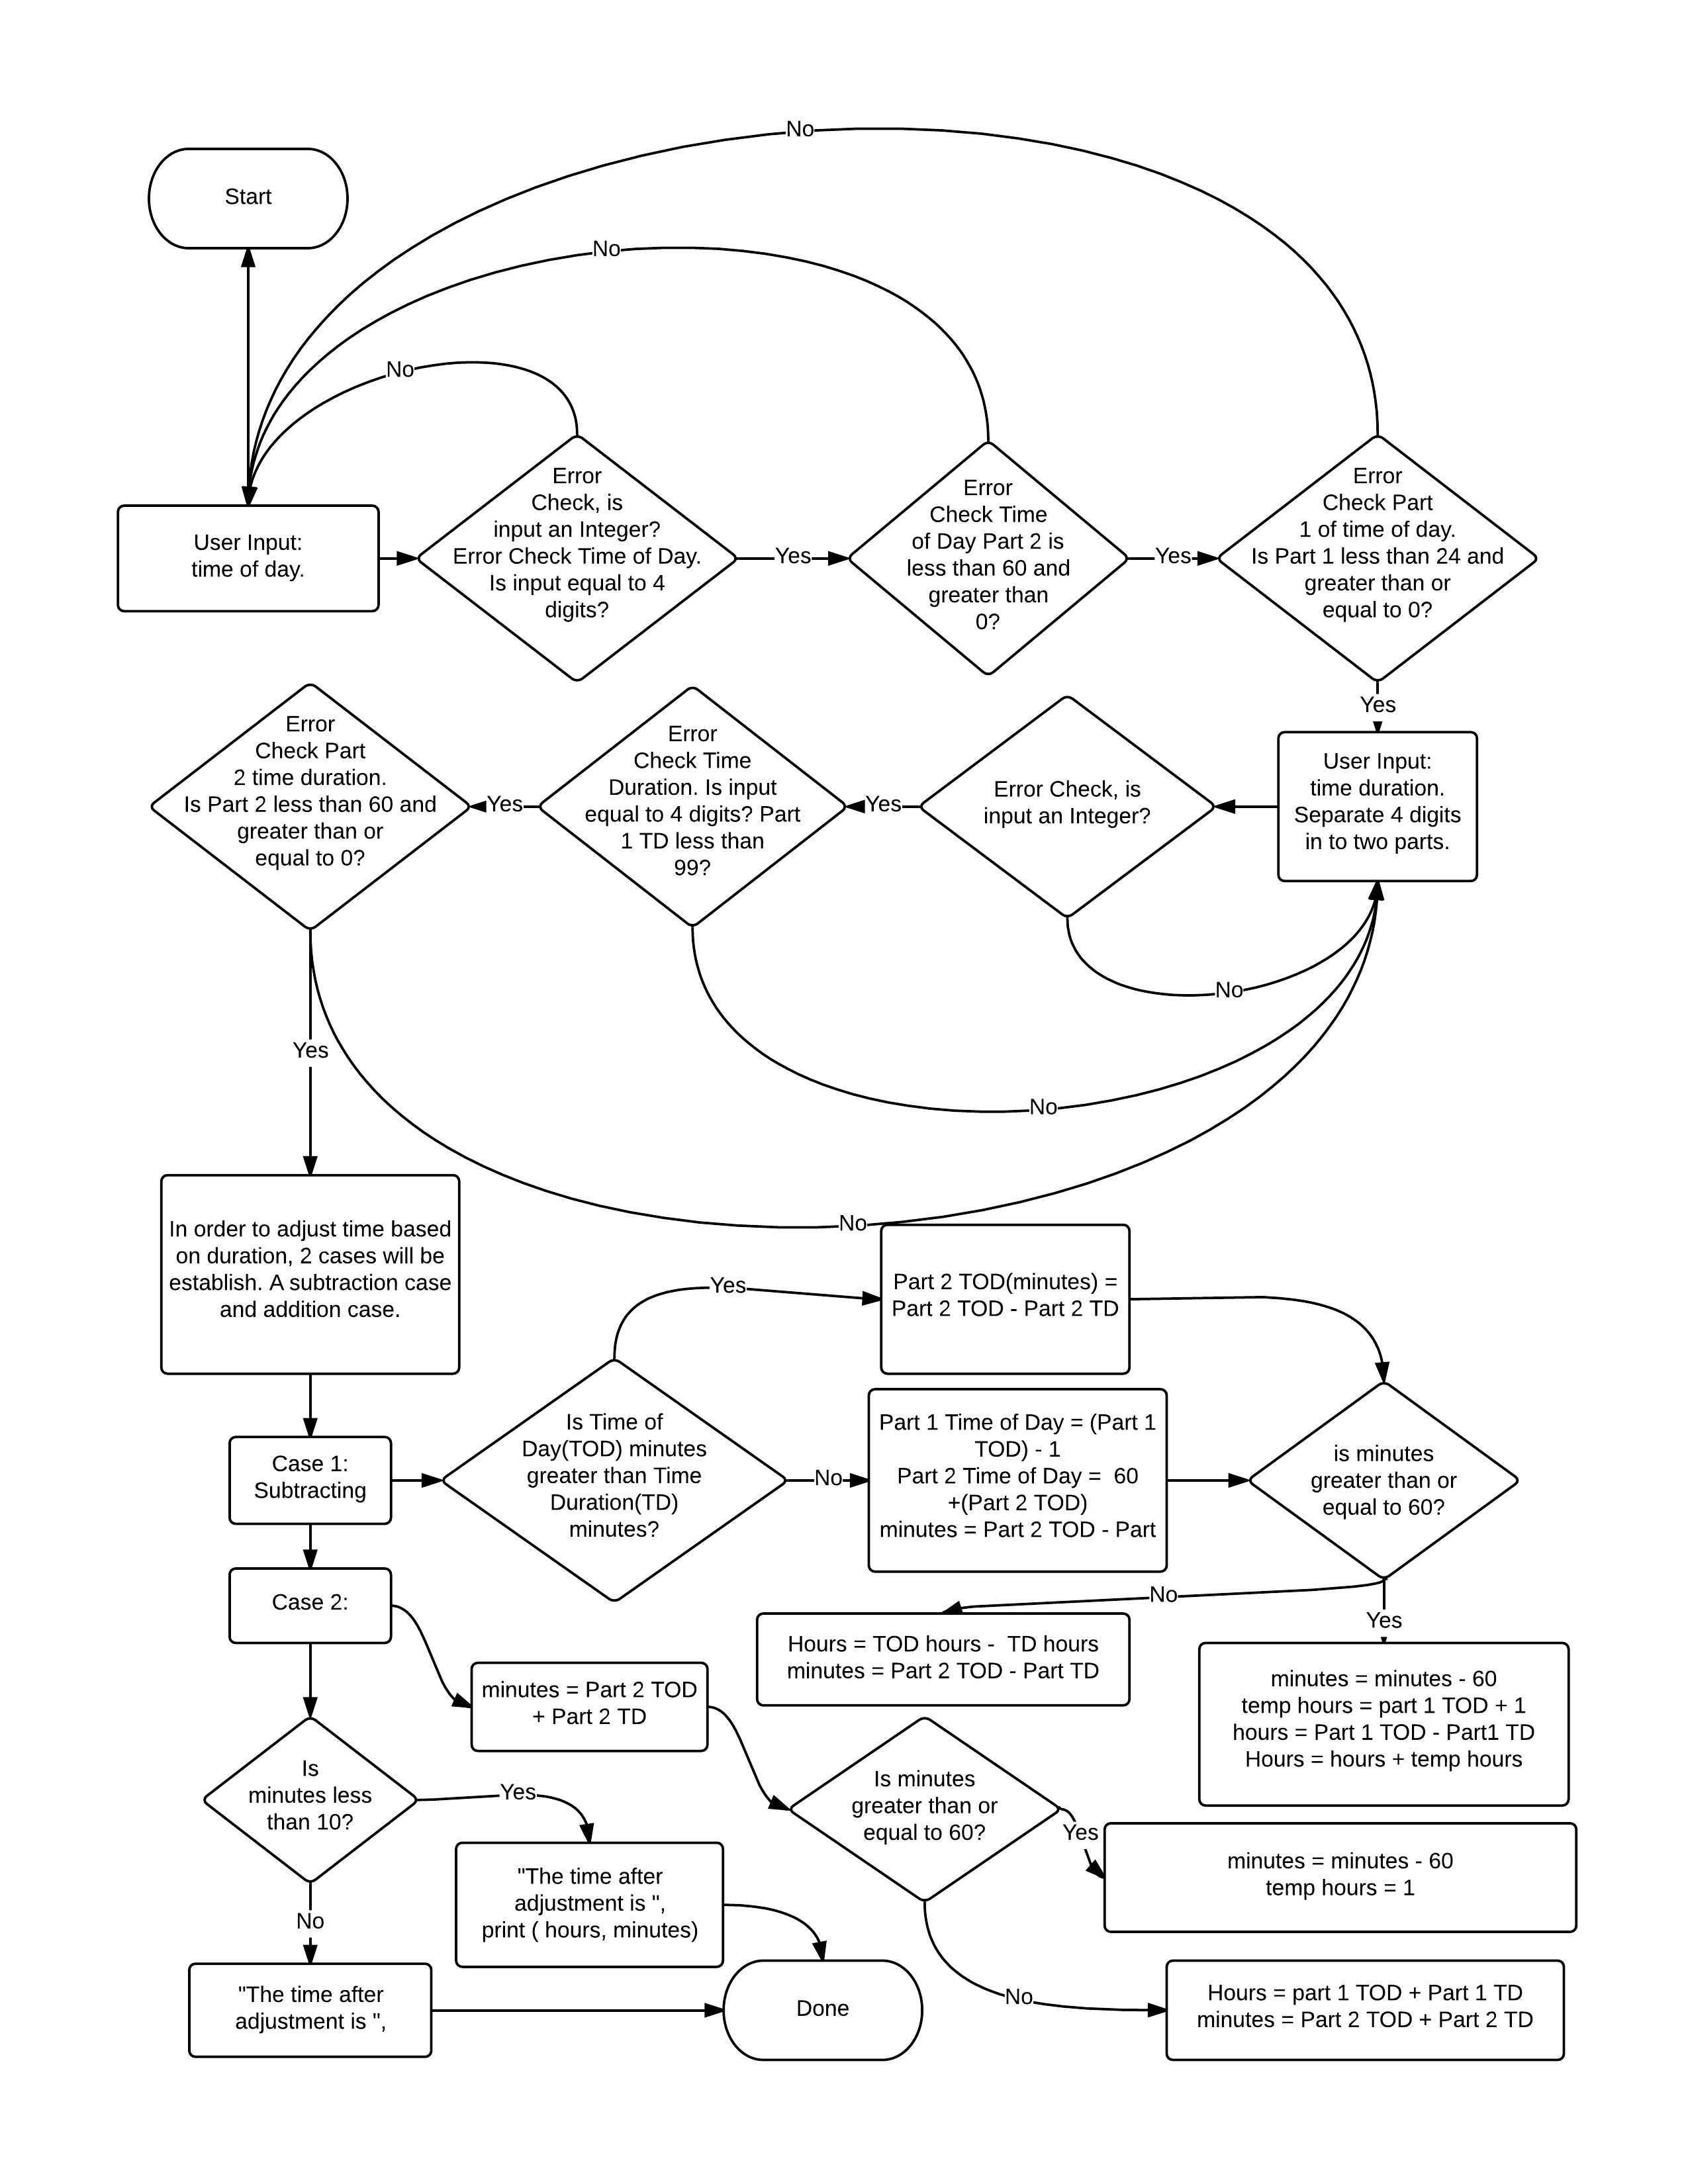 No
Start
No
No
User Input:
time of day.
Error
Check, is
input an Integer?
Error Check Time of Day.
Is input equal to 4
digits?
Yes
Error
Check Time
of Day Part 2 is
less than 60 and
greater than
0?
Yes
Error
Check Part
1 of time of day.
Is Part 1 less than 24 and
greater than or
equal to 0?
Yes
User Input:
time duration.
Separate 4 digits
in to two parts.
Error Check, is
input an Integer?
Yes
Error
Check Time
Duration. Is input
equal to 4 digits? Part
1 TD less than
99?
Yes
Error
Check Part
2 time duration.
Is Part 2 less than 60 and
greater than or
equal to 0?
No
No
No
Yes
In order to adjust time based
on duration, 2 cases will be
establish. A subtraction case
and addition case.
Case 1:
Subtracting
Is Time of
Day(TOD) minutes
greater than Time
Duration(TD)
minutes?
Yes
Part 2 TOD(minutes) =
Part 2 TOD - Part 2 TD
No
Part 1 Time of Day = (Part 1
TOD) - 1
Part 2 Time of Day =  60
+(Part 2 TOD)
minutes = Part 2 TOD - Part
is minutes
greater than or
equal to 60?
No
Hours = TOD hours -  TD hours
minutes = Part 2 TOD - Part TD
Yes
minutes = minutes - 60
temp hours = part 1 TOD + 1
hours = Part 1 TOD - Part1 TD
Hours = hours + temp hours
Case 2:
minutes = Part 2 TOD
+ Part 2 TD
Is minutes
greater than or
equal to 60?
Yes
minutes = minutes - 60
temp hours = 1
No
Hours = part 1 TOD + Part 1 TD
minutes = Part 2 TOD + Part 2 TD
Is
minutes less
than 10?
Yes
"The time after
adjustment is ",
print ( hours, minutes)
No
"The time after
adjustment is ",
Done